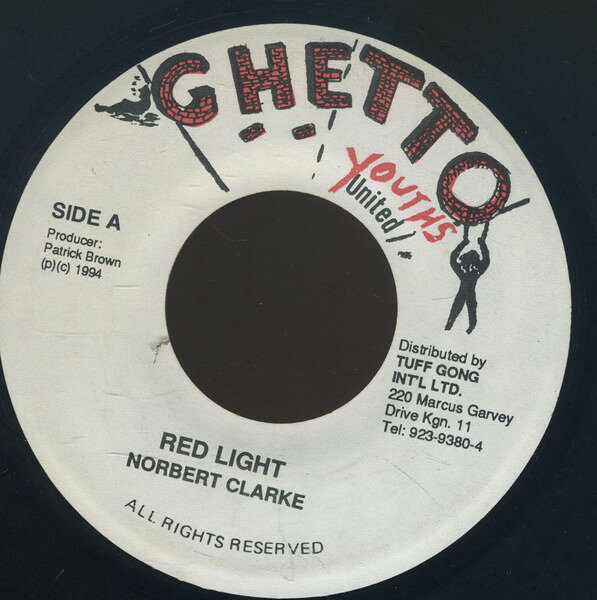 GHETTO
YOUTHS
United
SIDE A
Producer:
Patrick Brown
(p)(c) 1994
Distributed by
TUFF GONG
INT'L LTD.
220 Marcus Garvey
Drive Kgn. 11
Tel: 923-9380-4
RED LIGHT
NORBERT CLARKE
ALL RIGHTS RESERVED